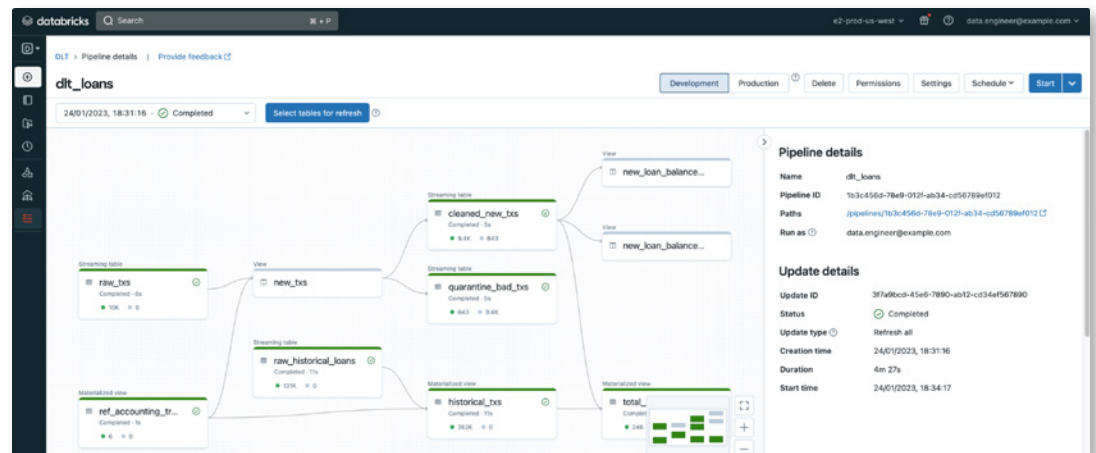 databricks
Search
⌘ + P
e2-prod-us-west
data.engineer@example.com
DLT > Pipeline details | Provide feedback
dlt_loans
Development
Production
Delete
Permissions
Settings
Schedule
Start
24/01/2023, 18:31:16 · Completed
Select tables for refresh
View
new_loan_balance...
Streaming table
cleaned_new_txs
Completed · 5s
9.4K 643
View
new_loan_balance...
Streaming table
raw_txs
Completed · 6s
10K 0
View
new_txs
Streaming table
quarantine_bad_txs
Completed · 5s
643 9.4K
Streaming table
raw_historical_loans
Completed · 11s
131K 0
Materialized view
ref_accounting_tr...
Completed · 1s
6 0
Materialized view
historical_txs
Completed · 11s
262K 0
Materialized view
total_
Complet
246
Pipeline details
Name dlt_loans
Pipeline ID 1b3c456d-78e9-012f-ab34-cd56789ef012
Paths /pipelines/1b3c456d-78e9-012f-ab34-cd56789ef012
Run as data.engineer@example.com
Update details
Update ID 3f7a9bcd-45e6-7890-ab12-cd34ef567890
Status Completed
Update type Refresh all
Creation time 24/01/2023, 18:31:16
Duration 4m 27s
Start time 24/01/2023, 18:34:17